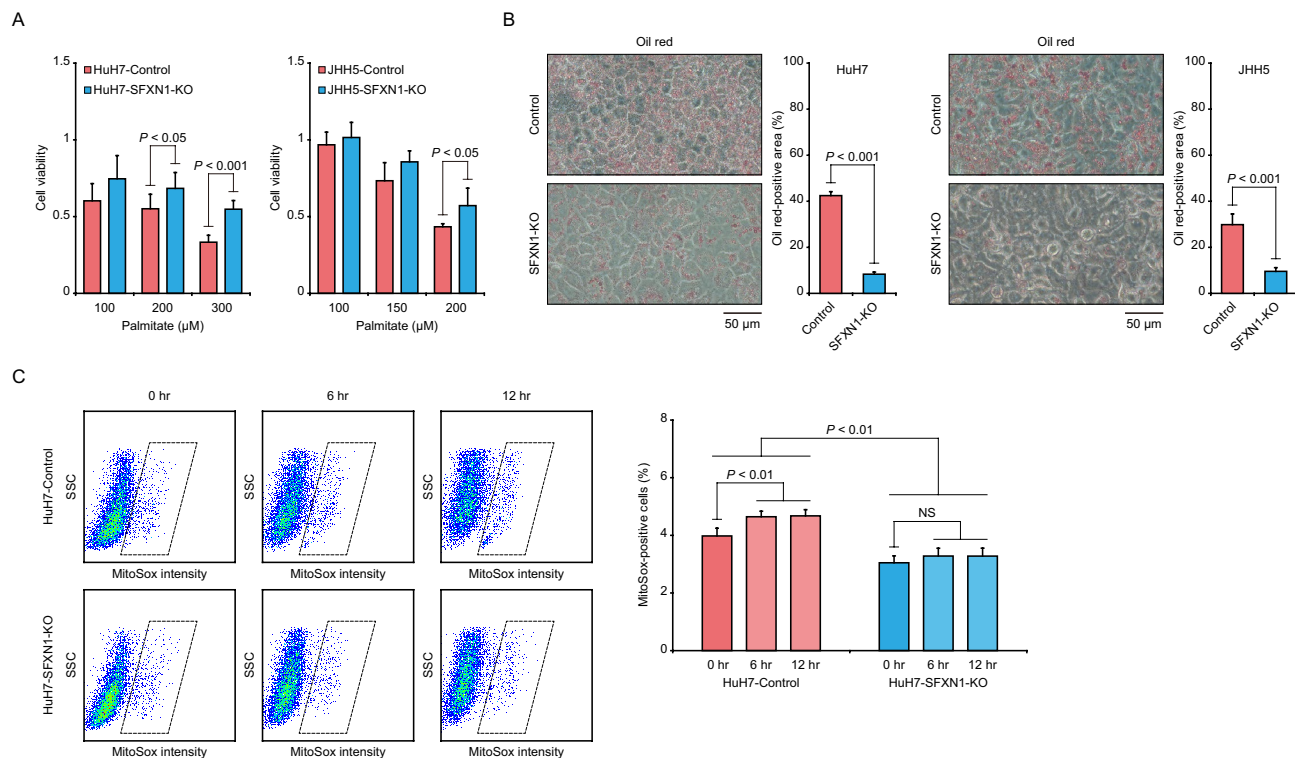 A
HuH7-Control
HuH7-SFXN1-KO
Cell viability
1.5
1
0.5
0
P < 0.05
P < 0.001
100 200 300
Palmitate (µM)
JHH5-Control
JHH5-SFXN1-KO
Cell viability
1.5
1
0.5
0
P < 0.05
100 150 200
Palmitate (µM)
B
Oil red
Control
SFXN1-KO
50 µm
HuH7
Oil red-positive area (%)
100
80
60
40
20
0
P < 0.001
Control
SFXN1-KO
Oil red
Control
SFXN1-KO
50 µm
JHH5
Oil red-positive area (%)
100
80
60
40
20
0
P < 0.001
Control
SFXN1-KO
C
0 hr 6 hr 12 hr
HuH7-Control
SSC SSC SSC
MitoSox intensity MitoSox intensity MitoSox intensity
HuH7-SFXN1-KO
SSC SSC SSC
MitoSox intensity MitoSox intensity MitoSox intensity
MitoSox-positive cells (%)
8
6
4
2
0
P < 0.01
P < 0.01
NS
0 hr 6 hr 12 hr 0 hr 6 hr 12 hr
HuH7-Control HuH7-SFXN1-KO